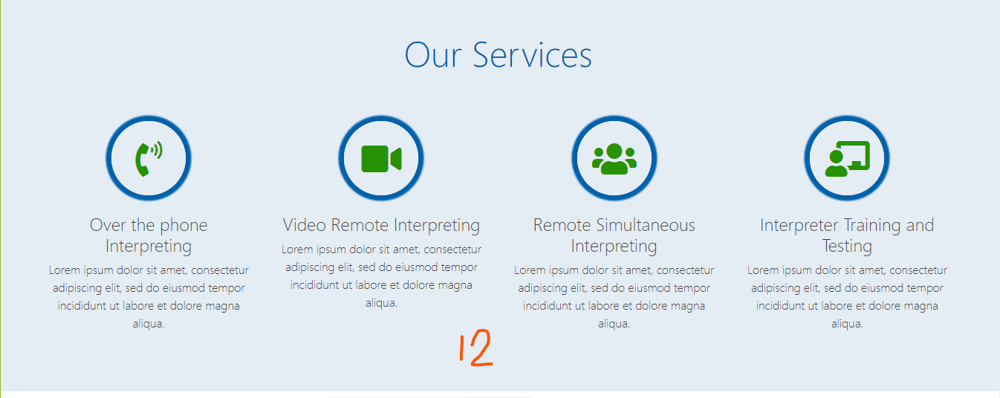 Our Services
Over the phone
Interpreting
Lorem ipsum dolor sit amet, consectetur
adipiscing elit, sed do eiusmod tempor
incididunt ut labore et dolore magna
aliqua.
Video Remote Interpreting
Lorem ipsum dolor sit amet, consectetur
adipiscing elit, sed do eiusmod tempor
incididunt ut labore et dolore magna
aliqua.
Remote Simultaneous
Interpreting
Lorem ipsum dolor sit amet, consectetur
adipiscing elit, sed do eiusmod tempor
incididunt ut labore et dolore magna
aliqua.
Interpreter Training and
Testing
Lorem ipsum dolor sit amet, consectetur
adipiscing elit, sed do eiusmod tempor
incididunt ut labore et dolore magna
aliqua.
12